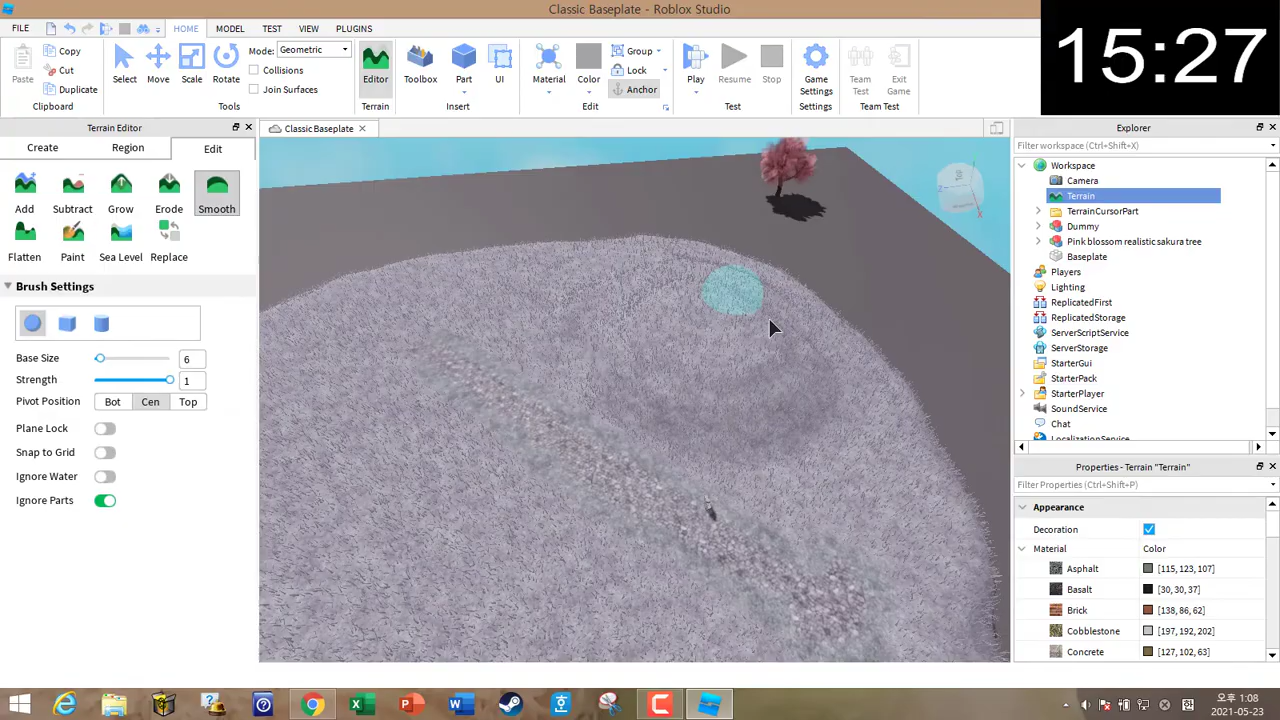 Classic Baseplate - Roblox Studio
15:27
FILE
HOME
MODEL
TEST
VIEW
PLUGINS
Paste
Copy
Cut
Duplicate
Clipboard
Select
Move
Scale
Rotate
Mode:
Geometric
Collisions
Join Surfaces
Tools
Editor
Terrain
Toolbox
Part
UI
Insert
Material
Color
Group
Lock
Anchor
Edit
Play
Resume
Stop
Test
Game
Settings
Settings
Team
Test
Exit
Game
Team Test
Terrain Editor
Create
Region
Edit
Add
Subtract
Grow
Erode
Smooth
Flatten
Paint
Sea Level
Replace
Brush Settings
Base Size
6
Strength
1
Pivot Position
Bot
Cen
Top
Plane Lock
Snap to Grid
Ignore Water
Ignore Parts
Classic Baseplate
Explorer
Filter workspace (Ctrl+Shift+X)
Workspace
Camera
Terrain
TerrainCursorPart
Dummy
Pink blossom realistic sakura tree
Baseplate
Players
Lighting
ReplicatedFirst
ReplicatedStorage
ServerScriptService
ServerStorage
StarterGui
StarterPack
StarterPlayer
SoundService
Chat
LocalizationService
Properties - Terrain "Terrain"
Filter Properties (Ctrl+Shift+P)
Appearance
Decoration
Material
Color
Asphalt
[115, 123, 107]
Basalt
[30, 30, 37]
Brick
[138, 86, 62]
Cobblestone
[197, 192, 202]
Concrete
[127, 102, 63]
오후 1:08
2021-05-23